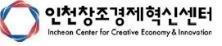 인천창조경제혁신센터
Incheon Center for Creative Economy & Innovation